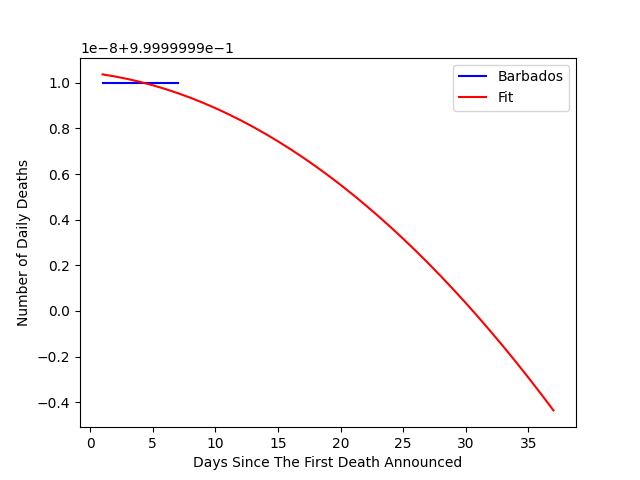 1e−8+9.9999999e−1
1.0
0.8
0.6
0.4
0.2
0.0
−0.2
−0.4
Number of Daily Deaths
Barbados
Fit
0 5 10 15 20 25 30 35
Days Since The First Death Announced